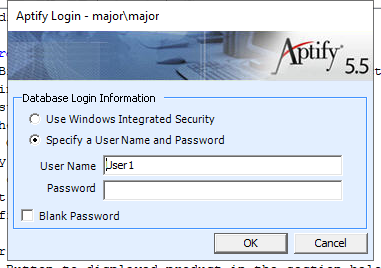 Aptify Login - major\major
Aptify 5.5
Database Login Information
Use Windows Integrated Security
Specify a User Name and Password
User Name User1
Password
Blank Password
OK Cancel